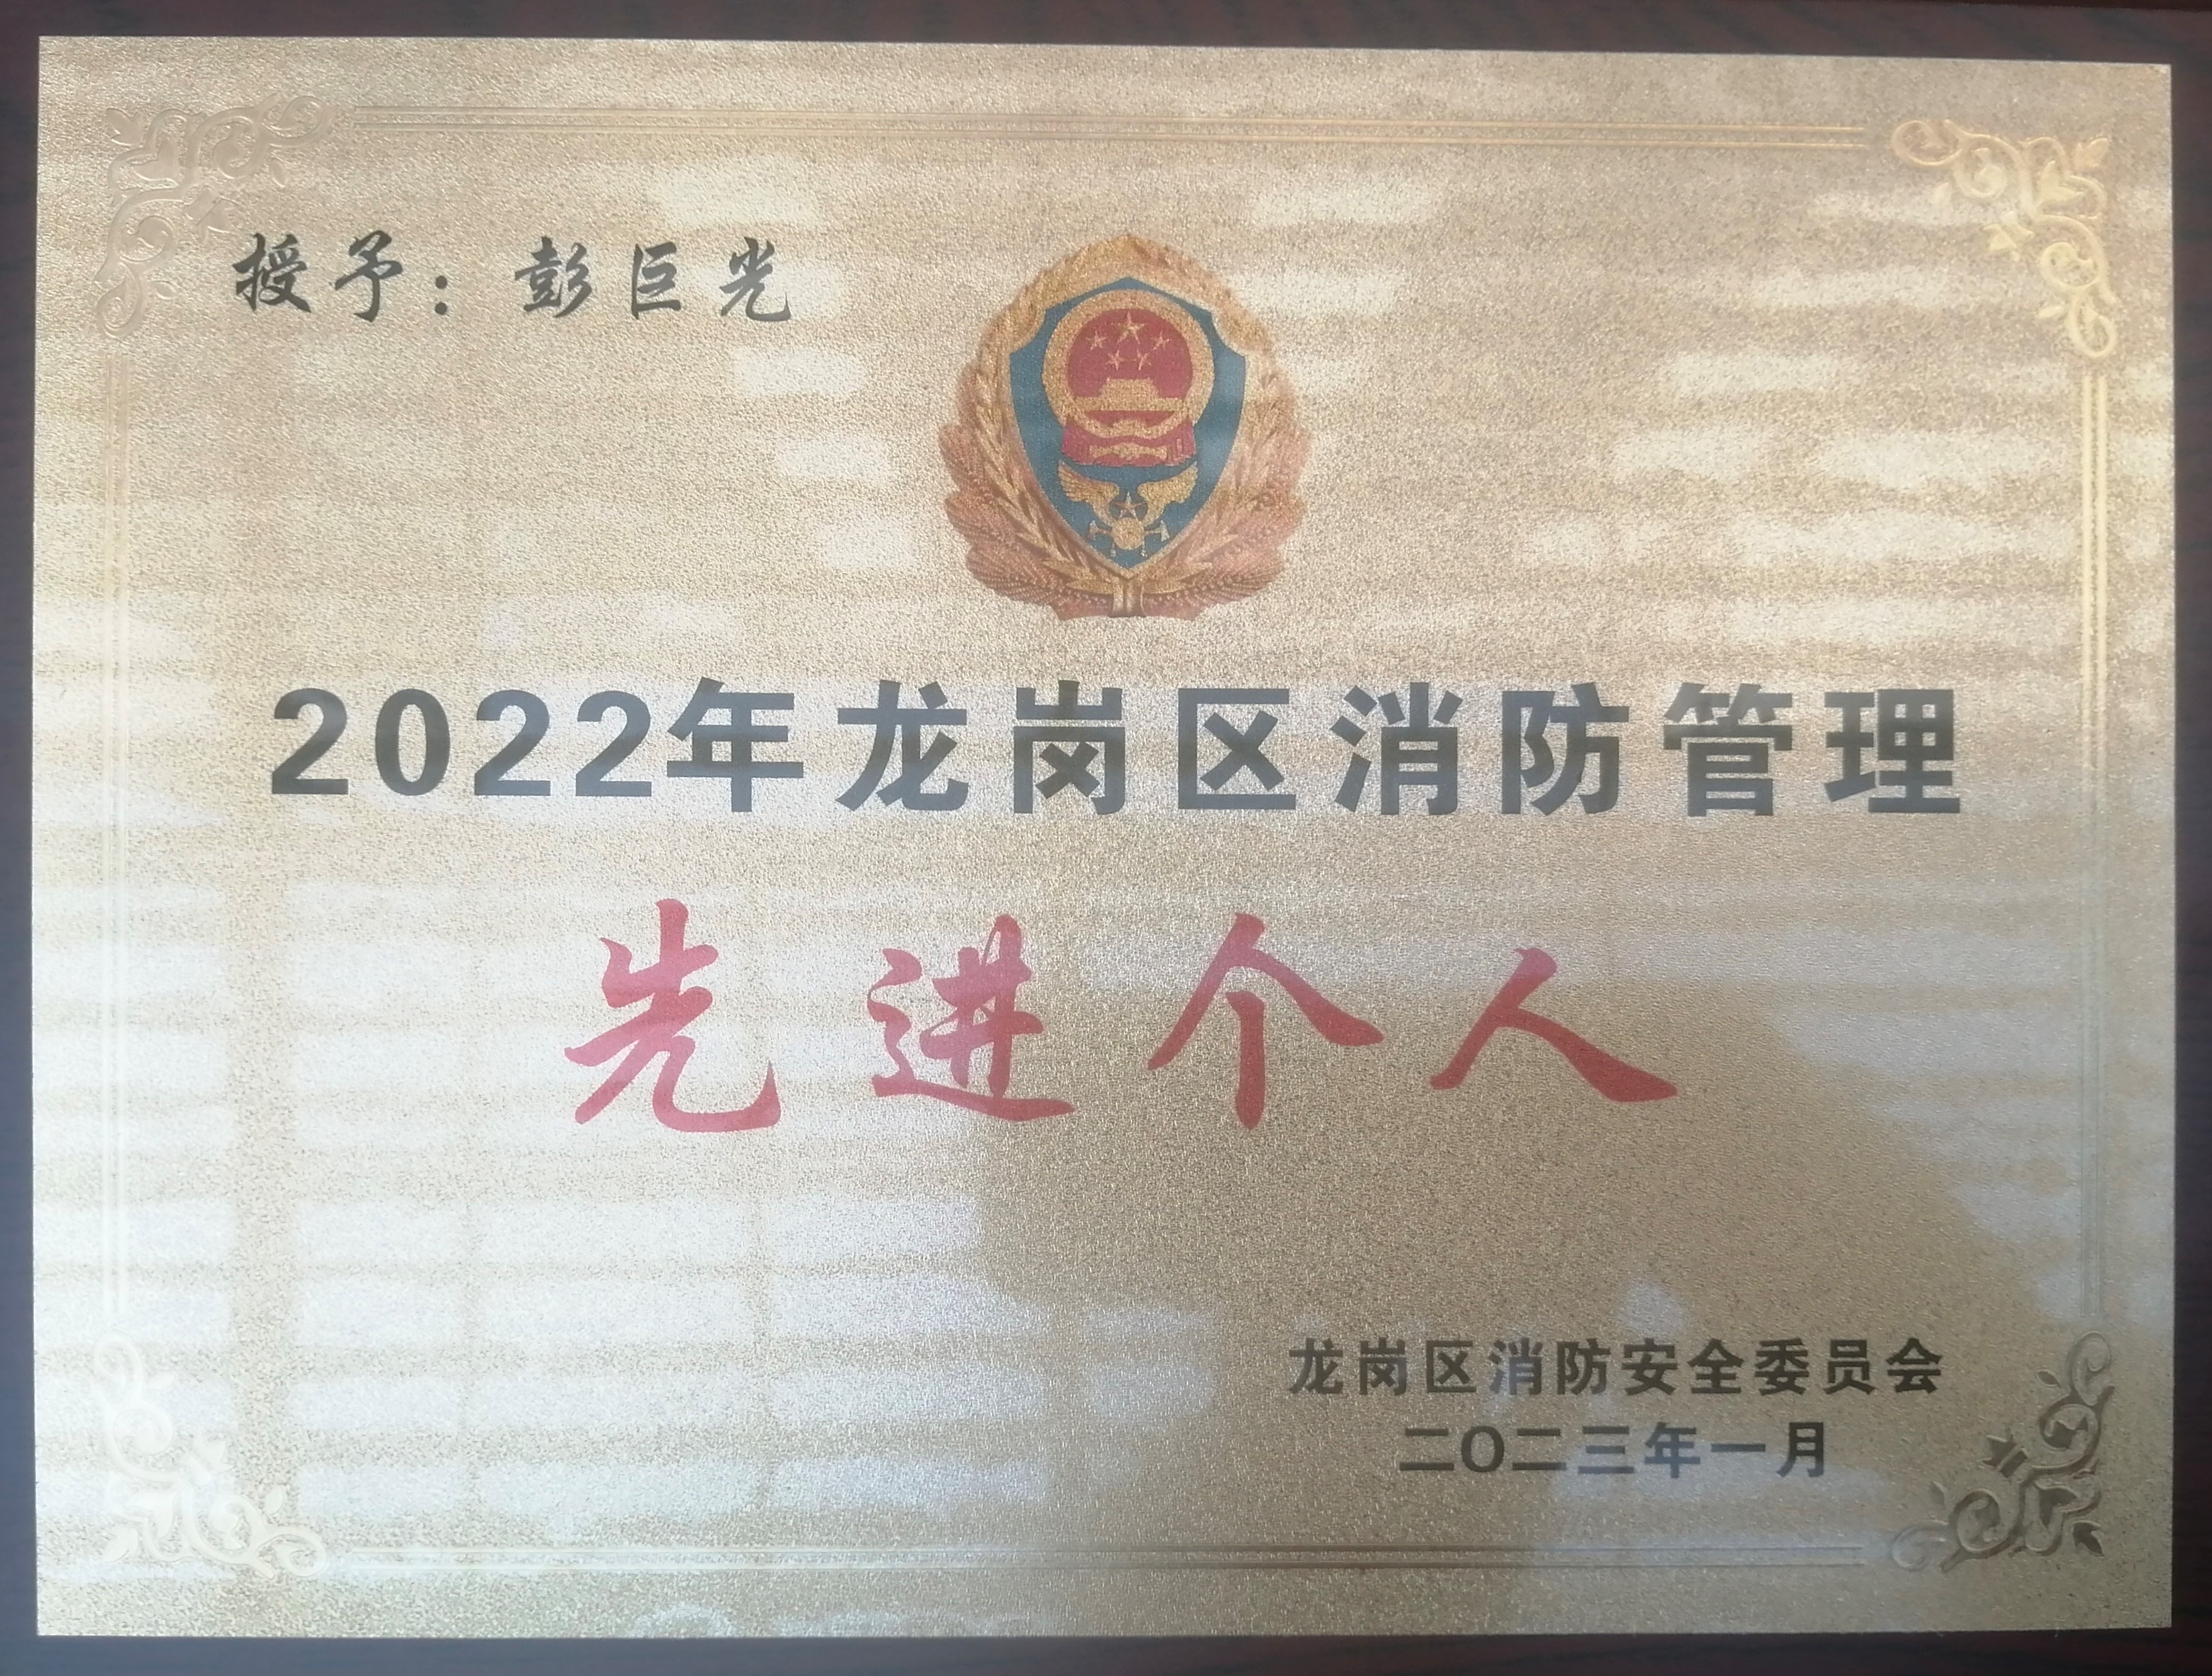 授予：彭巨光
2022年龙岗区消防管理
先进个人
龙岗区消防安全委员会
二〇二三年一月